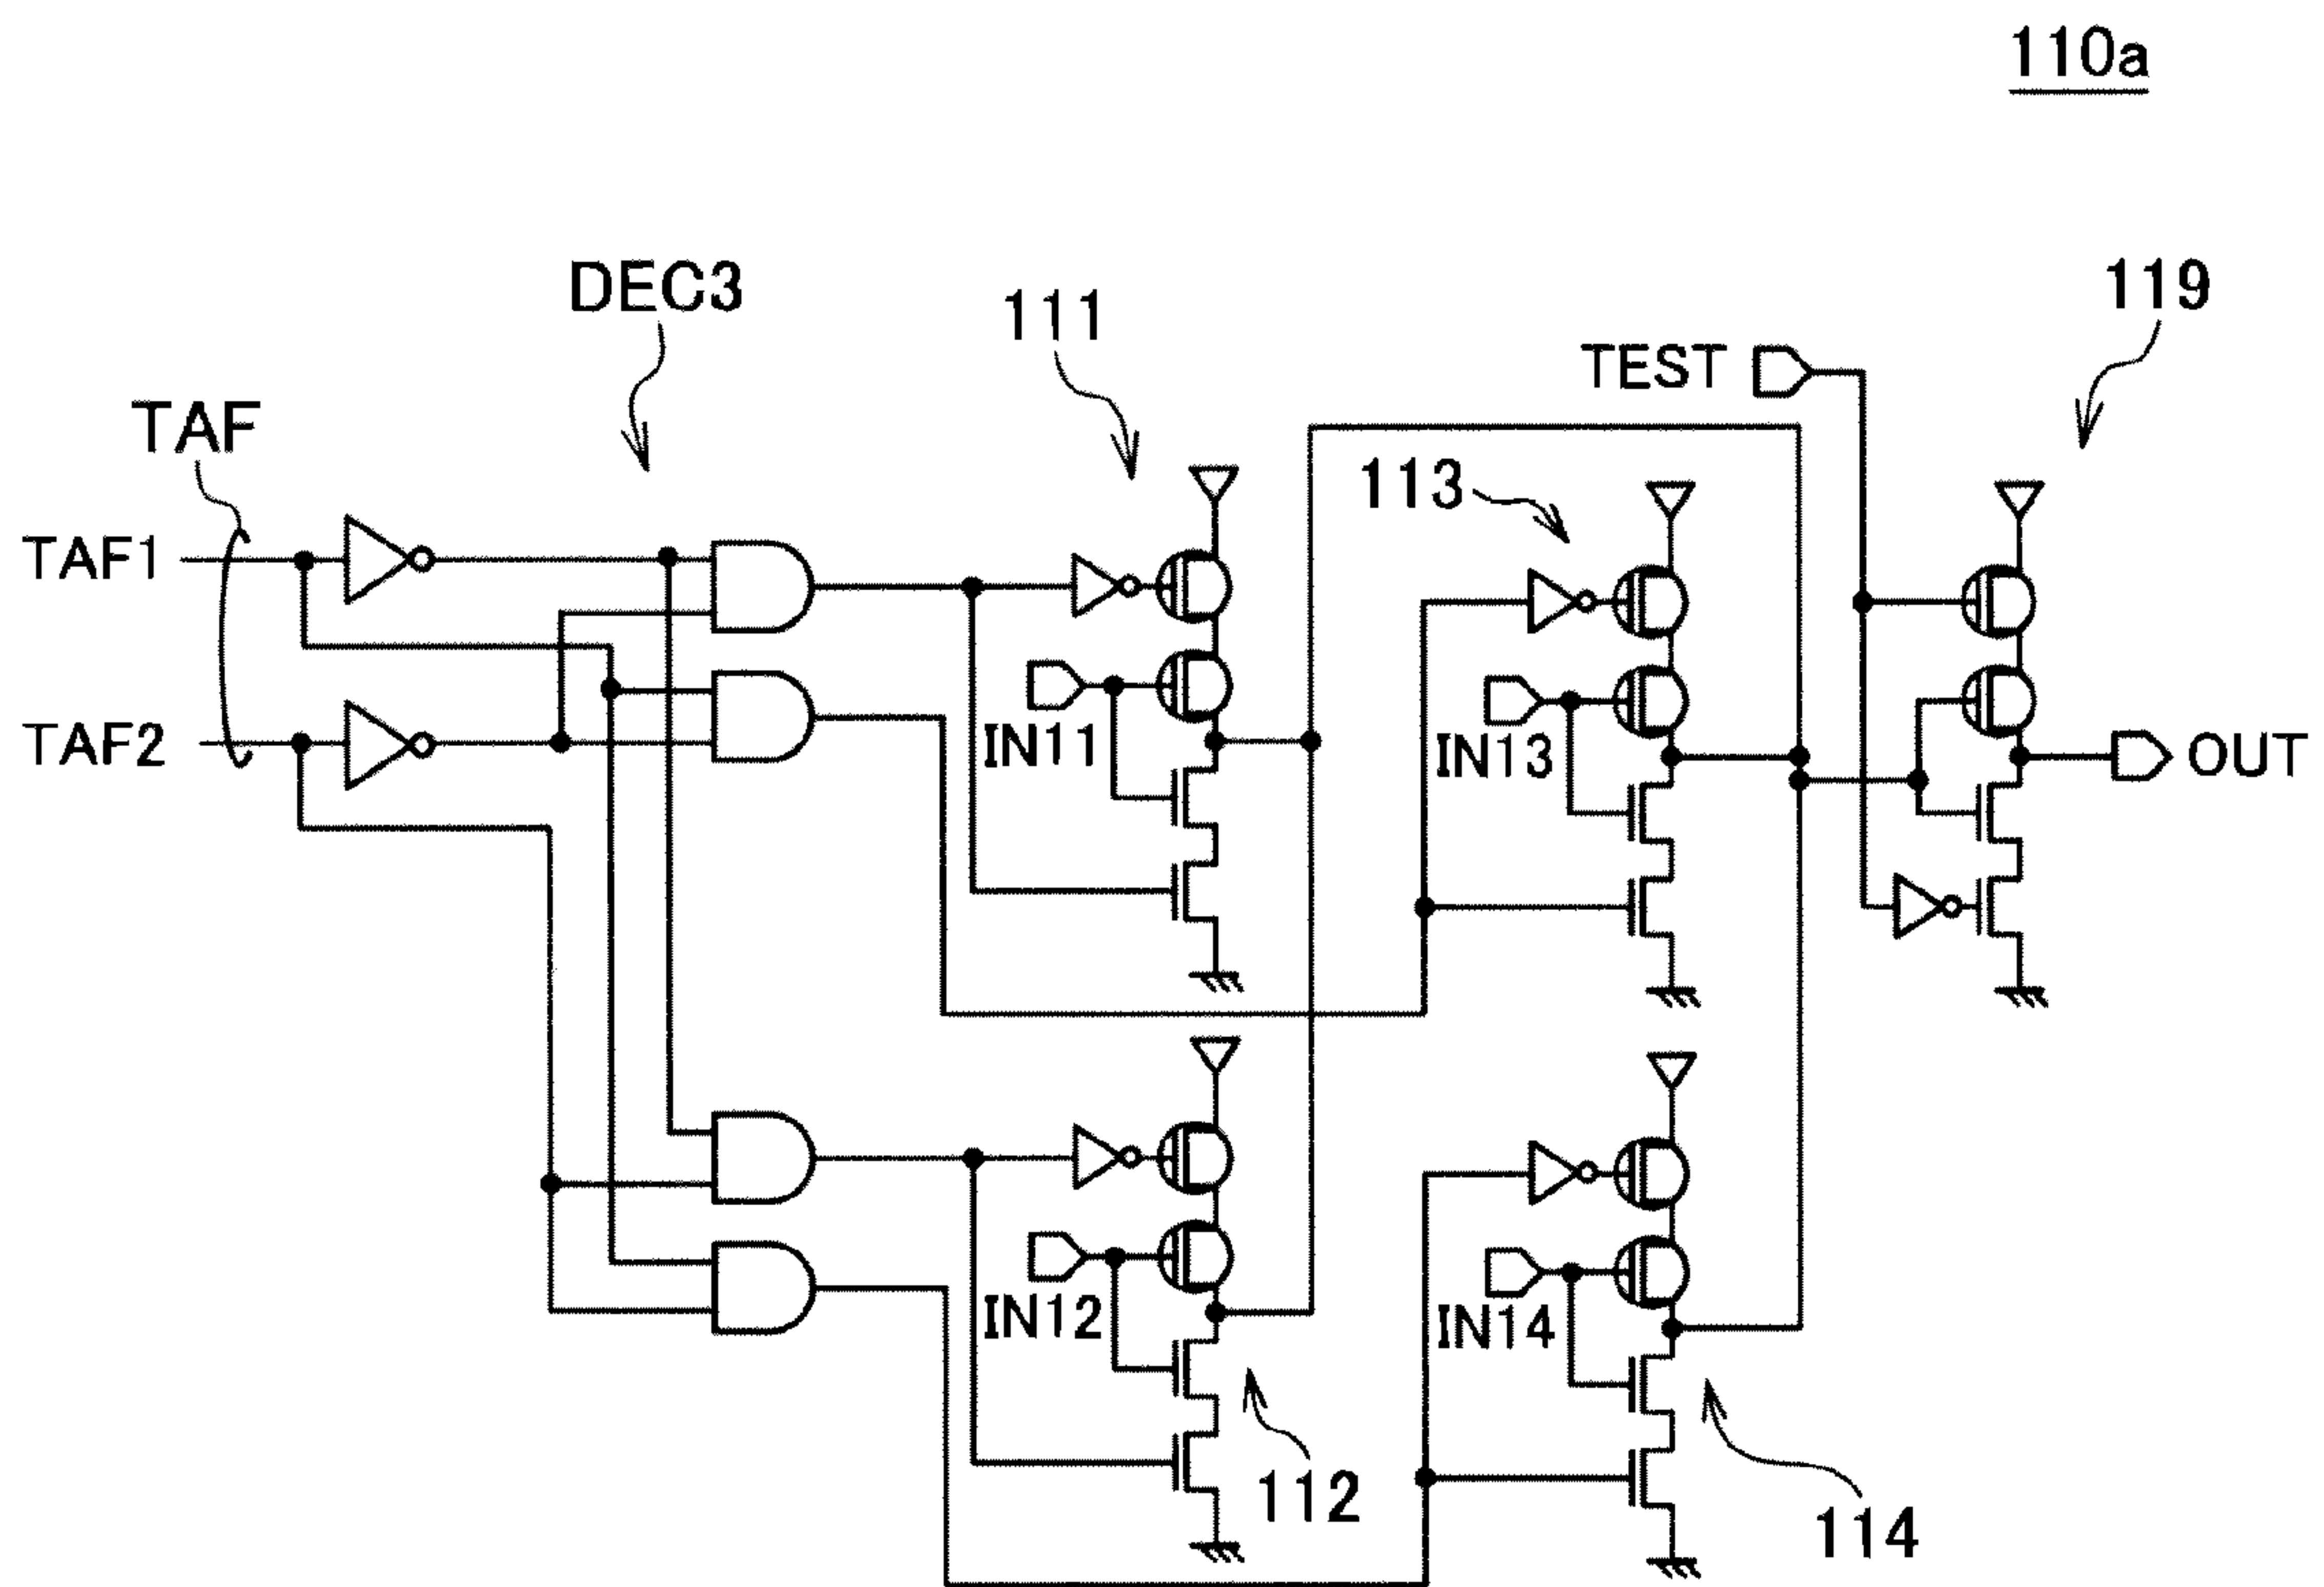 110a
DEC3
111
119
TEST
TAF
113
TAF1
IN11
IN13
TAF2
OUT
IN12
IN14
112
114